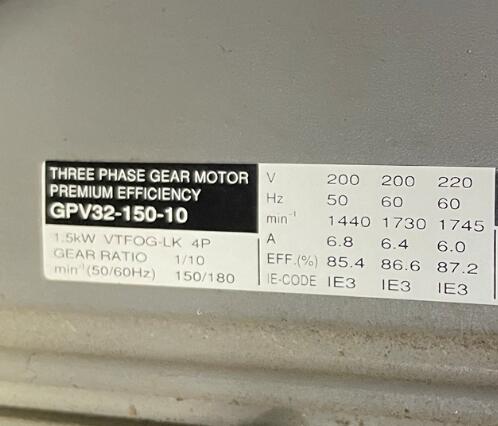 THREE PHASE GEAR MOTOR
PREMIUM EFFICIENCY
GPV32-150-10
1.5kW VTFOG-LK 4P
GEAR RATIO 1/10
min⁻¹(50/60Hz) 150/180
V 200 200 220
Hz 50 60 60
min⁻¹ 1440 1730 1745
A 6.8 6.4 6.0
EFF.(%) 85.4 86.6 87.2
IE-CODE IE3 IE3 IE3